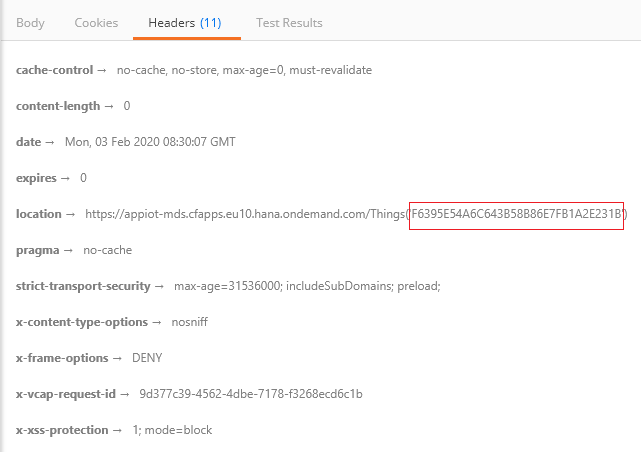 Body Cookies Headers (11) Test Results
cache-control → no-cache, no-store, max-age=0, must-revalidate
content-length → 0
date → Mon, 03 Feb 2020 08:30:07 GMT
expires → 0
location → https://appiot-mds.cfapps.eu10.hana.ondemand.com/Things('F6395E54A6C643B58B86E7FB1A2E231B')
pragma → no-cache
strict-transport-security → max-age=31536000; includeSubDomains; preload;
x-content-type-options → nosniff
x-frame-options → DENY
x-vcap-request-id → 9d377c39-4562-4dbe-7178-f3268ecd6c1b
x-xss-protection → 1; mode=block